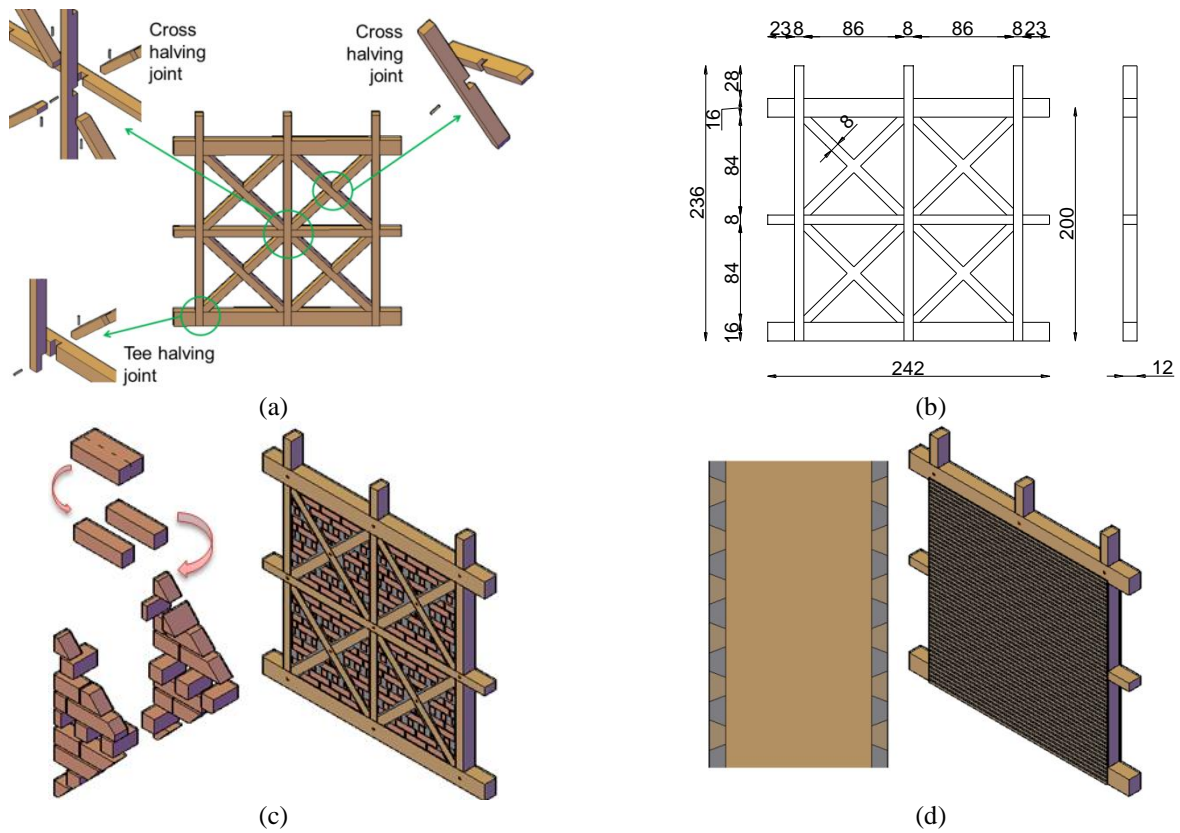 Cross
halving
joint
Cross
halving
joint
Tee halving
joint
(a)
23 8 86 8 86 8 23
28
16
84
8
84
16
236
8
200
242
12
(b)
(c)
(d)